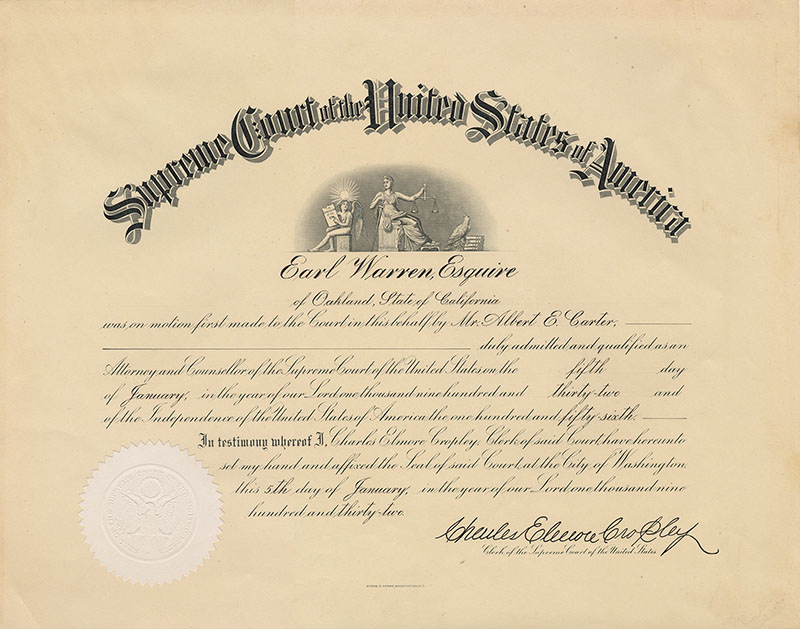 Supreme Court of the United States of America
Earl Warren, Esquire
of Oakland, State of California
was on motion first made to the Court in this behalf by Mr. Albert E. Carter,
duly admitted and qualified as an
Attorney and Counsellor of the Supreme Court of the United States on the fifth day
of January, in the year of our Lord one thousand nine hundred and thirty-two and
of the Independence of the United States of America the one hundred and fifty-sixth.
In testimony whereof I, Charles Elmore Cropley, Clerk of said Court, have hereunto
set my hand and affixed the Seal of said Court, at the City of Washington,
this 5th day of January, in the year of our Lord one thousand nine
hundred and thirty-two.
Charles Elmore Cropley
Clerk of the Supreme Court of the United States.